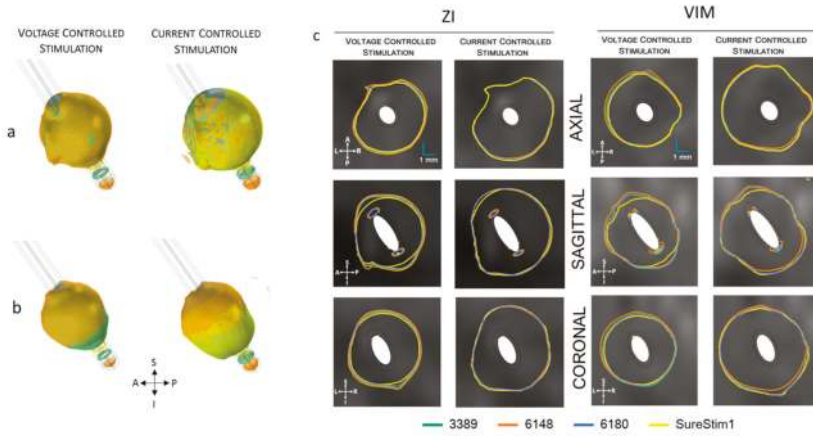 ZI
VIM
VOLTAGE CONTROLLED STIMULATION
CURRENT CONTROLLED STIMULATION
c
VOLTAGE CONTROLLED STIMULATION
CURRENT CONTROLLED STIMULATION
VOLTAGE CONTROLLED STIMULATION
CURRENT CONTROLLED STIMULATION
a
A
L R
P
1 mm
AXIAL
L R
P
1 mm
SAGITTAL
A P
A P
b
S
A P
I
CORONAL
L R
L R
3389
6148
6180
SureStim1